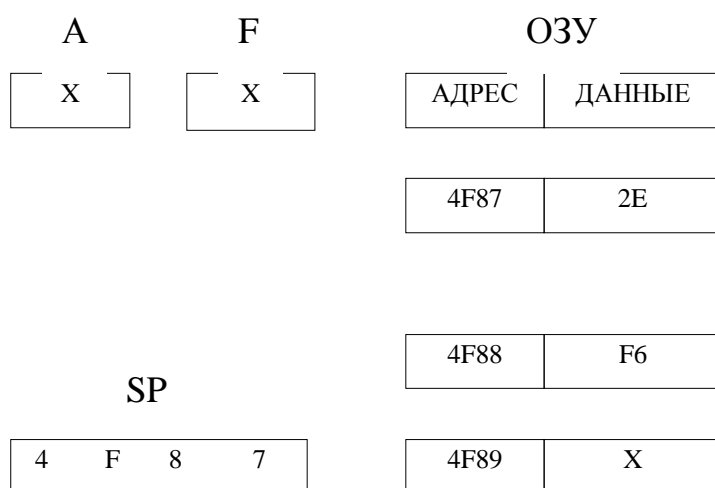 A F ОЗУ
X X АДРЕС ДАННЫЕ
4F87 2E
4F88 F6
SP
4 F 8 7 4F89 X